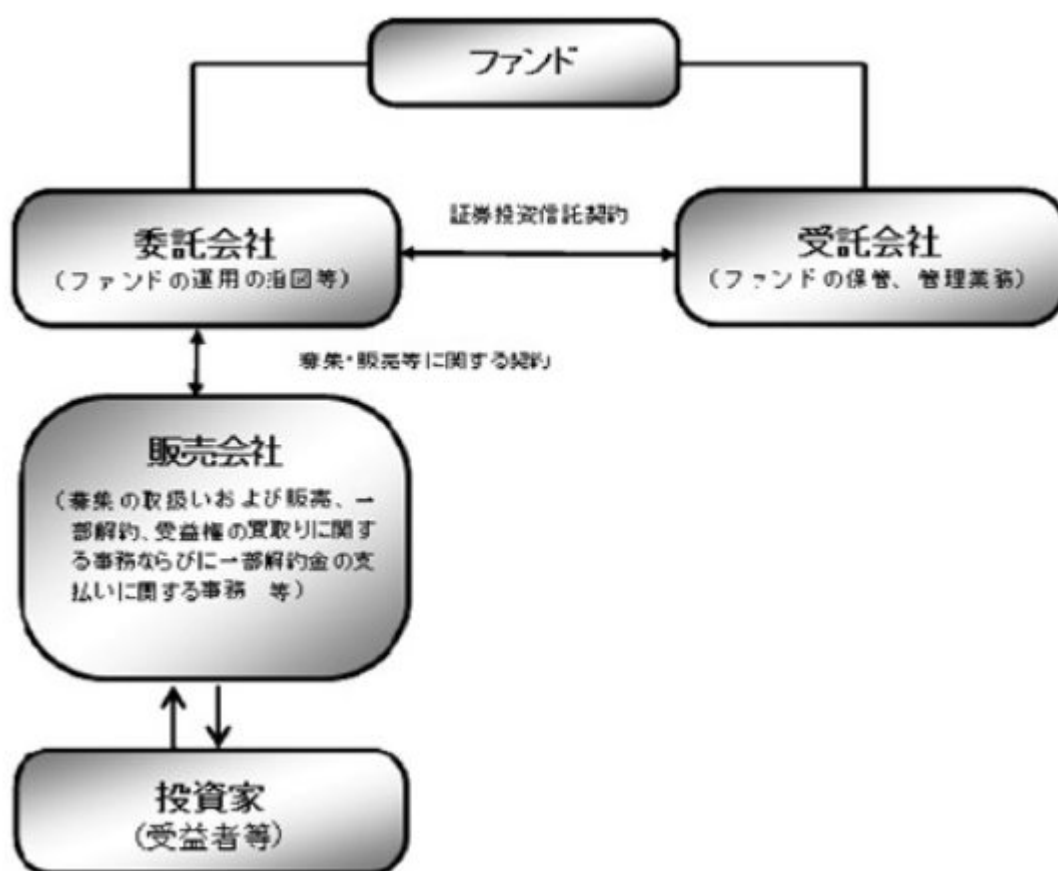 ファンド
委託会社
(ファンドの運用の指図等)
証券投資信託契約
受託会社
(ファンドの保管、管理業務)
募集・販売等に関する契約
販売会社
(募集の取扱いおよび販売、一
部解約、受益権の買取りに関す
る事務ならびに一部解約金の支
払いに関する事務 等)
投資家
(受益者等)